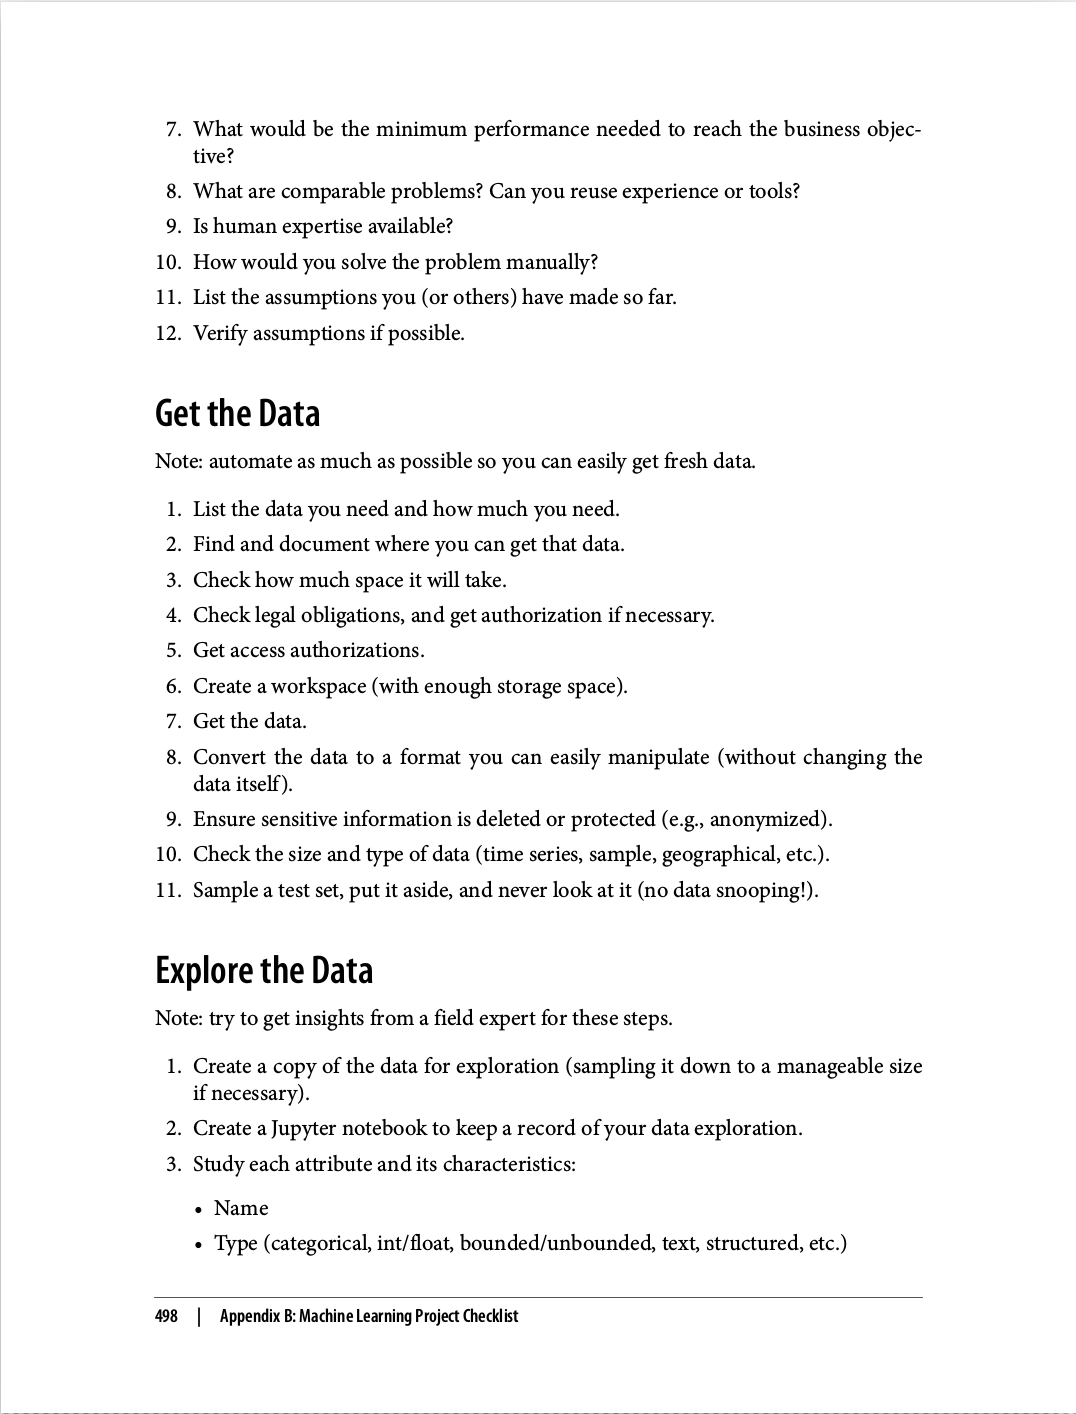 7. What would be the minimum performance needed to reach the business objec-
tive?
8. What are comparable problems? Can you reuse experience or tools?
9. Is human expertise available?
10. How would you solve the problem manually?
11. List the assumptions you (or others) have made so far.
12. Verify assumptions if possible.
Get the Data
Note: automate as much as possible so you can easily get fresh data.
1. List the data you need and how much you need.
2. Find and document where you can get that data.
3. Check how much space it will take.
4. Check legal obligations, and get authorization if necessary.
5. Get access authorizations.
6. Create a workspace (with enough storage space).
7. Get the data.
8. Convert the data to a format you can easily manipulate (without changing the
data itself).
9. Ensure sensitive information is deleted or protected (e.g., anonymized).
10. Check the size and type of data (time series, sample, geographical, etc.).
11. Sample a test set, put it aside, and never look at it (no data snooping!).
Explore the Data
Note: try to get insights from a field expert for these steps.
1. Create a copy of the data for exploration (sampling it down to a manageable size
if necessary).
2. Create a Jupyter notebook to keep a record of your data exploration.
3. Study each attribute and its characteristics:
• Name
• Type (categorical, int/float, bounded/unbounded, text, structured, etc.)
498 | Appendix B: Machine Learning Project Checklist